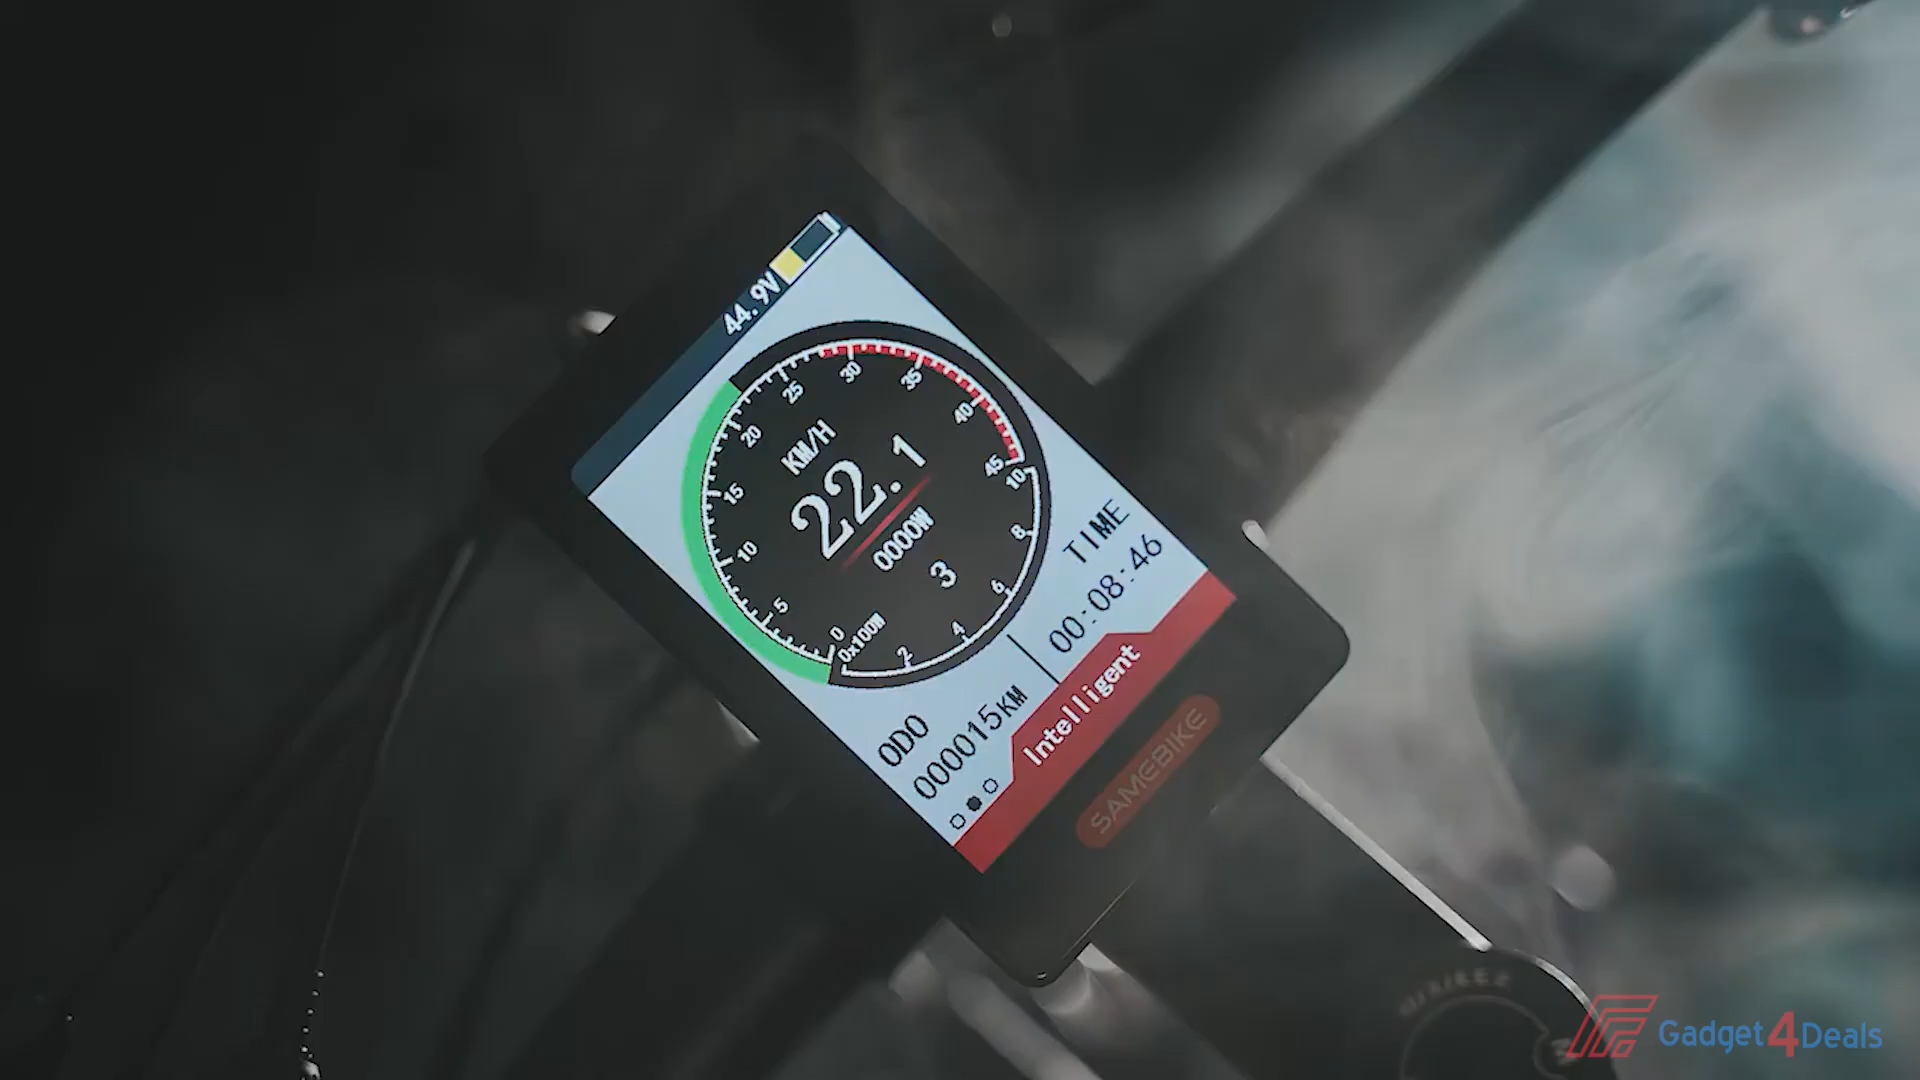 44.9V
25 30 35 40 45
20 15 10 5 0
KM/H
22.1
0000W
3
10 8 6 4 2
0x100W
TIME
00:08:46
ODO
000015KM
Intelligent
SAMEBIKE
Gadget4Deals